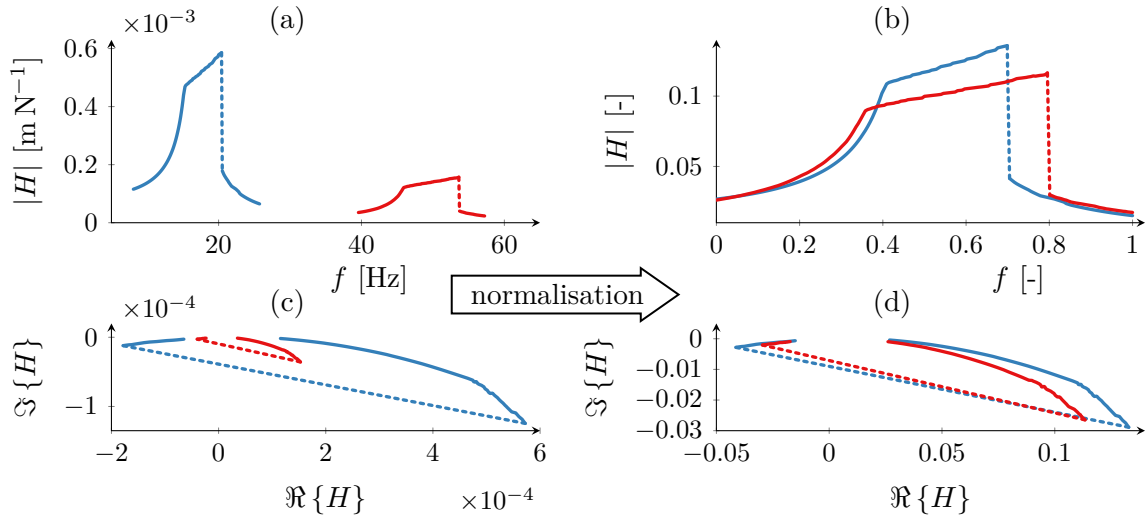 (a)
×10⁻³
|H| [m N⁻¹]
0.6
0.4
0.2
0
20
40
60
f [Hz]
(b)
|H| [-]
0.1
0.05
0
0.2
0.4
0.6
0.8
1
f [-]
normalisation
(c)
×10⁻⁴
ℑ{H}
0
−1
−2
0
2
4
6
ℜ{H}
×10⁻⁴
(d)
ℑ{H}
0
−0.01
−0.02
−0.03
−0.05
0
0.05
0.1
ℜ{H}